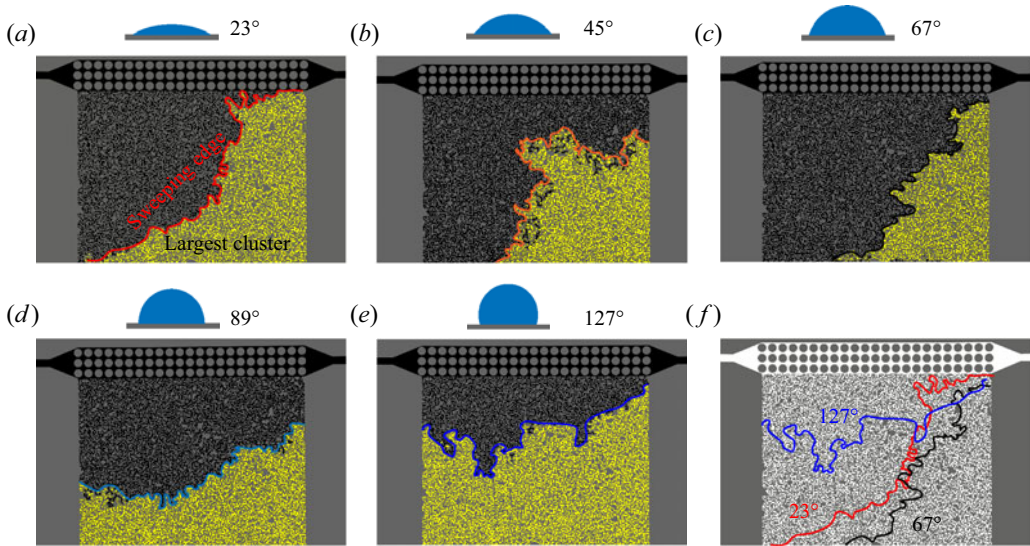 (a)
23°
(b)
45°
(c)
67°
Sweeping edge
Largest cluster
(d)
89°
(e)
127°
(f)
127°
23°
67°